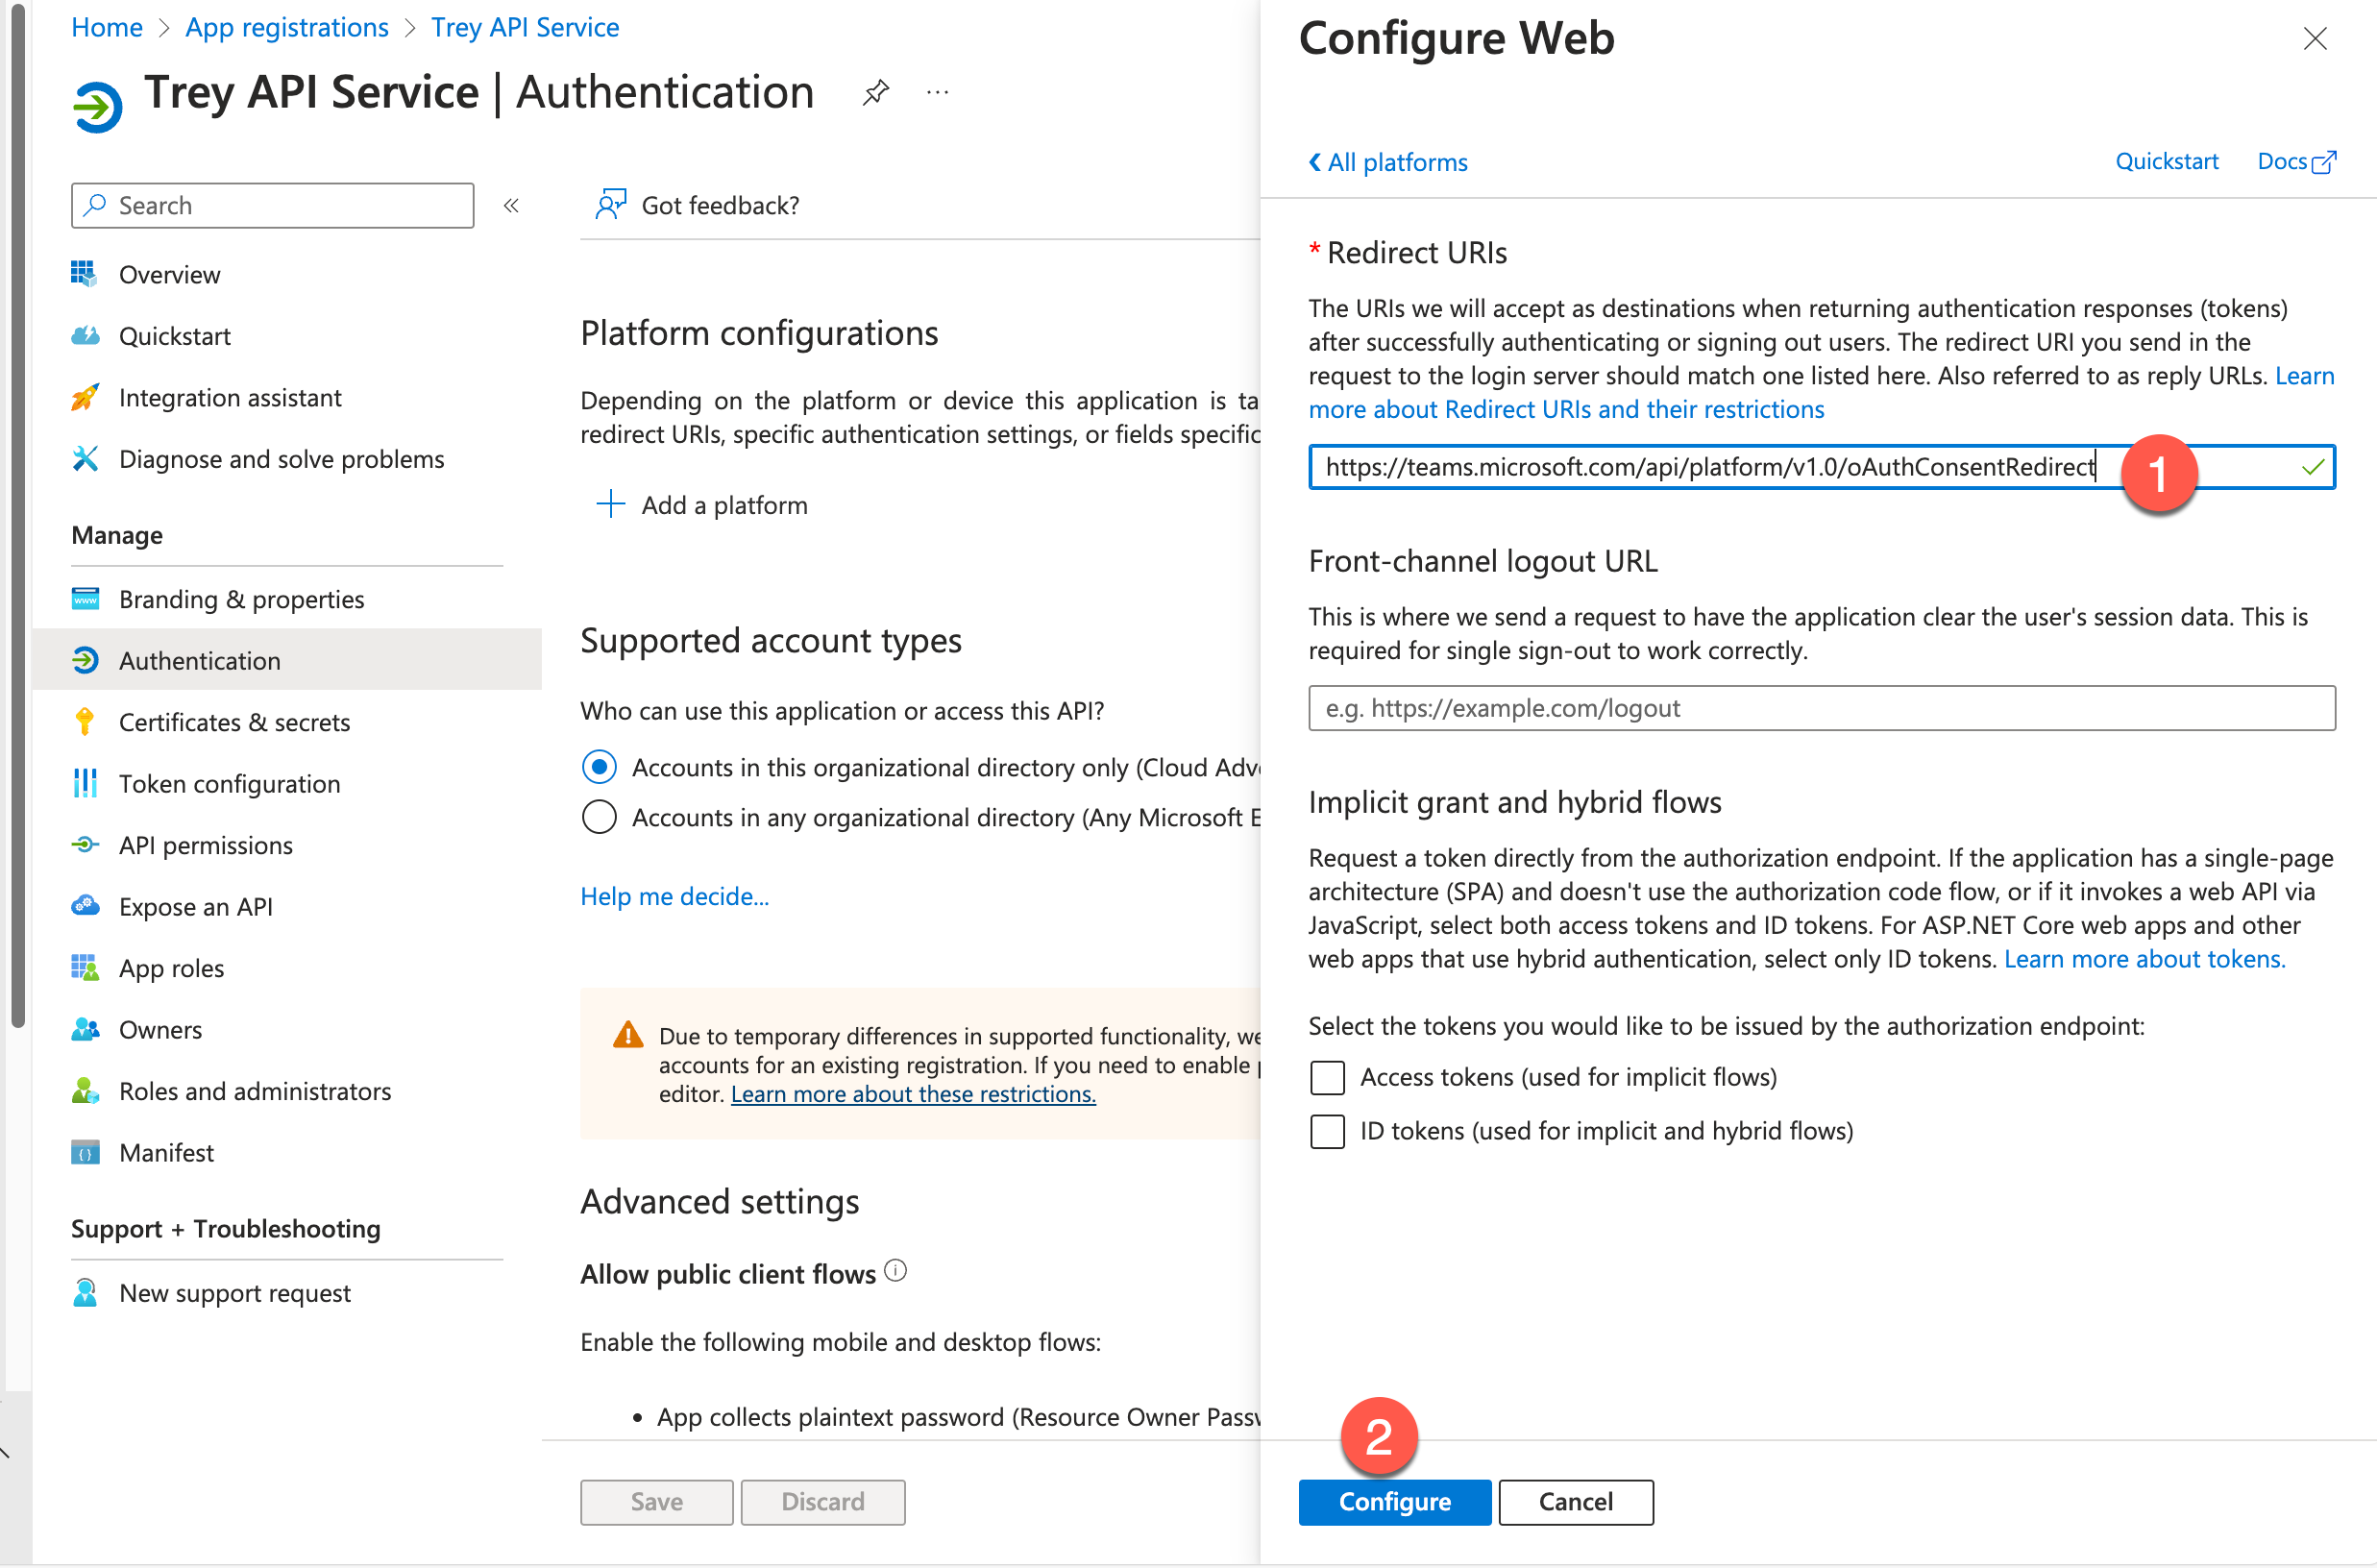 Home > App registrations > Trey API Service
Trey API Service | Authentication
Search
«
Overview
Quickstart
Integration assistant
Diagnose and solve problems
Manage
Branding & properties
Authentication
Certificates & secrets
Token configuration
API permissions
Expose an API
App roles
Owners
Roles and administrators
Manifest
Support + Troubleshooting
New support request
Got feedback?
Platform configurations
Depending on the platform or device this application is ta
redirect URIs, specific authentication settings, or fields specific
Add a platform
Supported account types
Who can use this application or access this API?
Accounts in this organizational directory only (Cloud Adv
Accounts in any organizational directory (Any Microsoft E
Help me decide...
Due to temporary differences in supported functionality, we
accounts for an existing registration. If you need to enable p
editor. Learn more about these restrictions.
Advanced settings
Allow public client flows
Enable the following mobile and desktop flows:
• App collects plaintext password (Resource Owner Passw
Save
Discard
Configure Web
All platforms
Quickstart
Docs
* Redirect URIs
The URIs we will accept as destinations when returning authentication responses (tokens)
after successfully authenticating or signing out users. The redirect URI you send in the
request to the login server should match one listed here. Also referred to as reply URLs. Learn
more about Redirect URIs and their restrictions
https://teams.microsoft.com/api/platform/v1.0/oAuthConsentRedirect
1
Front-channel logout URL
This is where we send a request to have the application clear the user's session data. This is
required for single sign-out to work correctly.
e.g. https://example.com/logout
Implicit grant and hybrid flows
Request a token directly from the authorization endpoint. If the application has a single-page
architecture (SPA) and doesn't use the authorization code flow, or if it invokes a web API via
JavaScript, select both access tokens and ID tokens. For ASP.NET Core web apps and other
web apps that use hybrid authentication, select only ID tokens. Learn more about tokens.
Select the tokens you would like to be issued by the authorization endpoint:
Access tokens (used for implicit flows)
ID tokens (used for implicit and hybrid flows)
2
Configure
Cancel